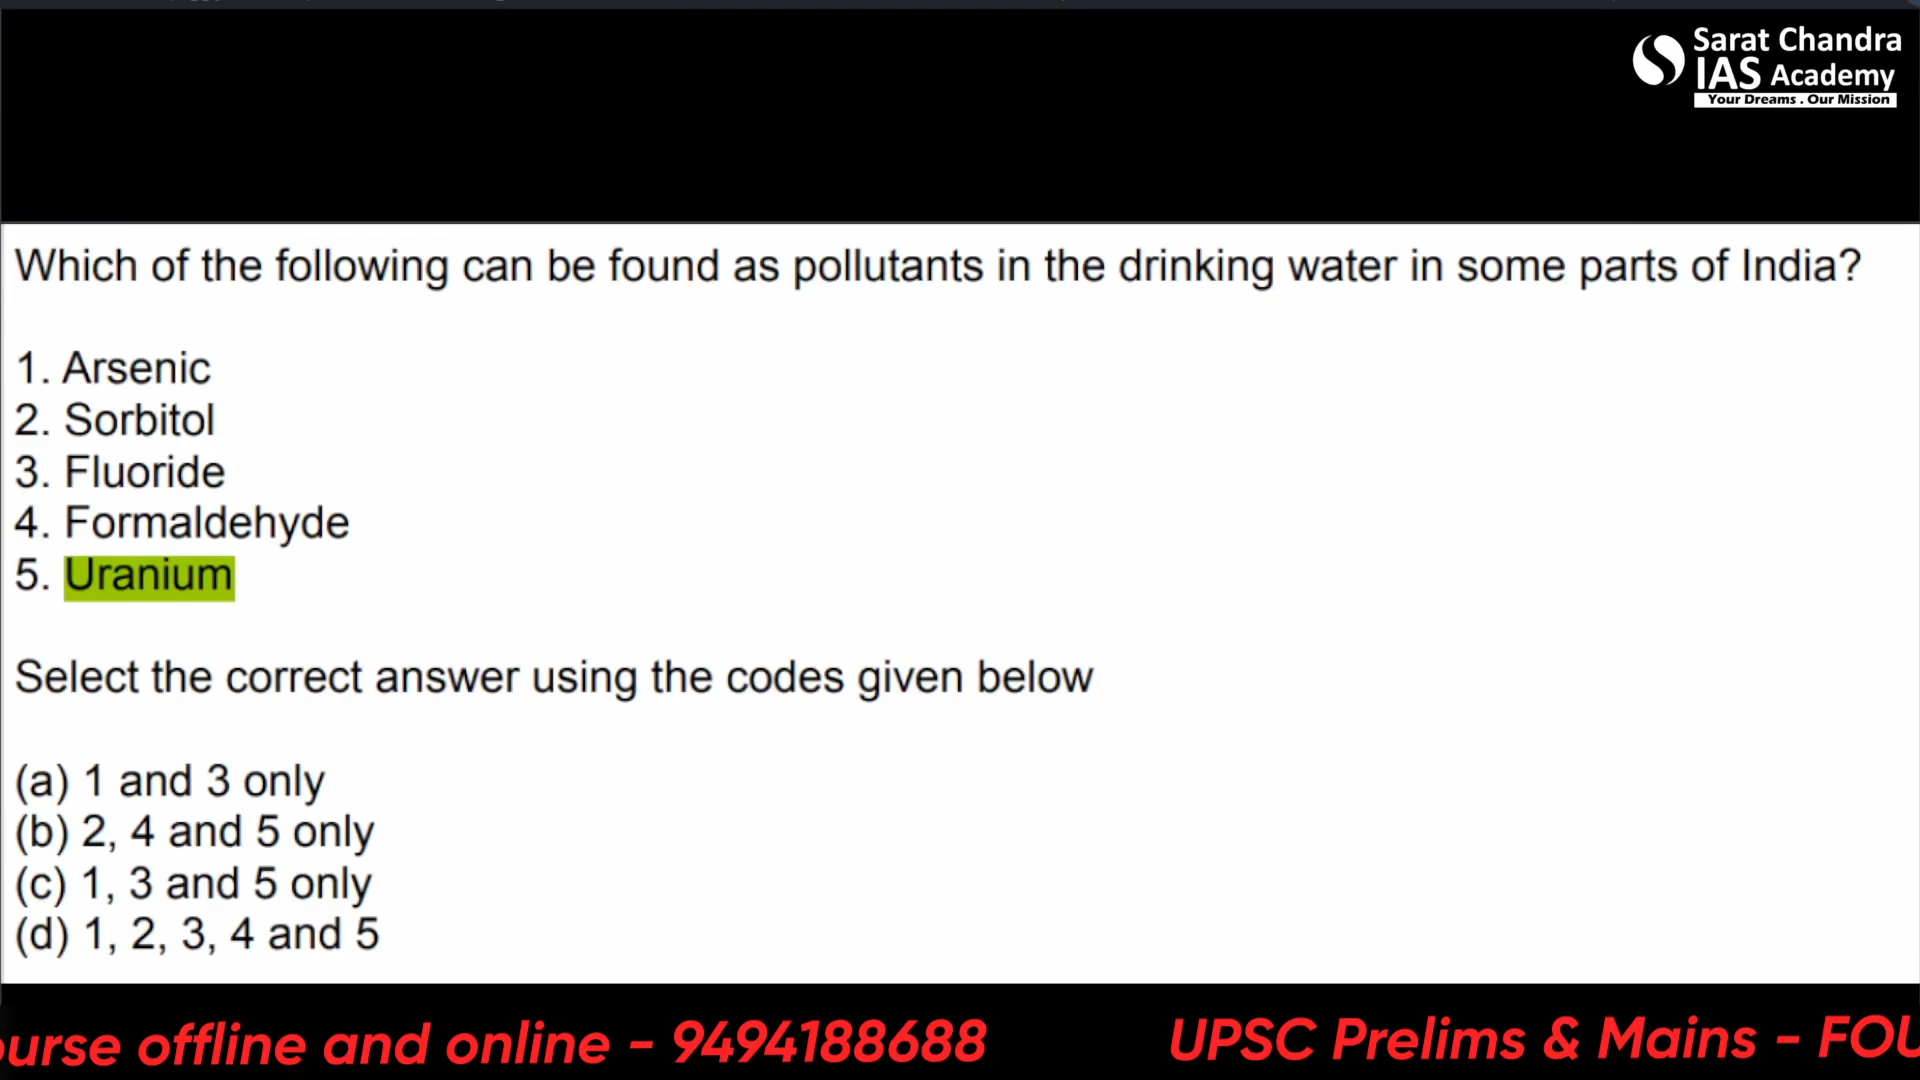 Sarat Chandra
IAS Academy
Your Dreams . Our Mission
Which of the following can be found as pollutants in the drinking water in some parts of India?
1. Arsenic
2. Sorbitol
3. Fluoride
4. Formaldehyde
5. Uranium
Select the correct answer using the codes given below
(a) 1 and 3 only
(b) 2, 4 and 5 only
(c) 1, 3 and 5 only
(d) 1, 2, 3, 4 and 5
offline and online - 9494188688 UPSC Prelims & Mains -